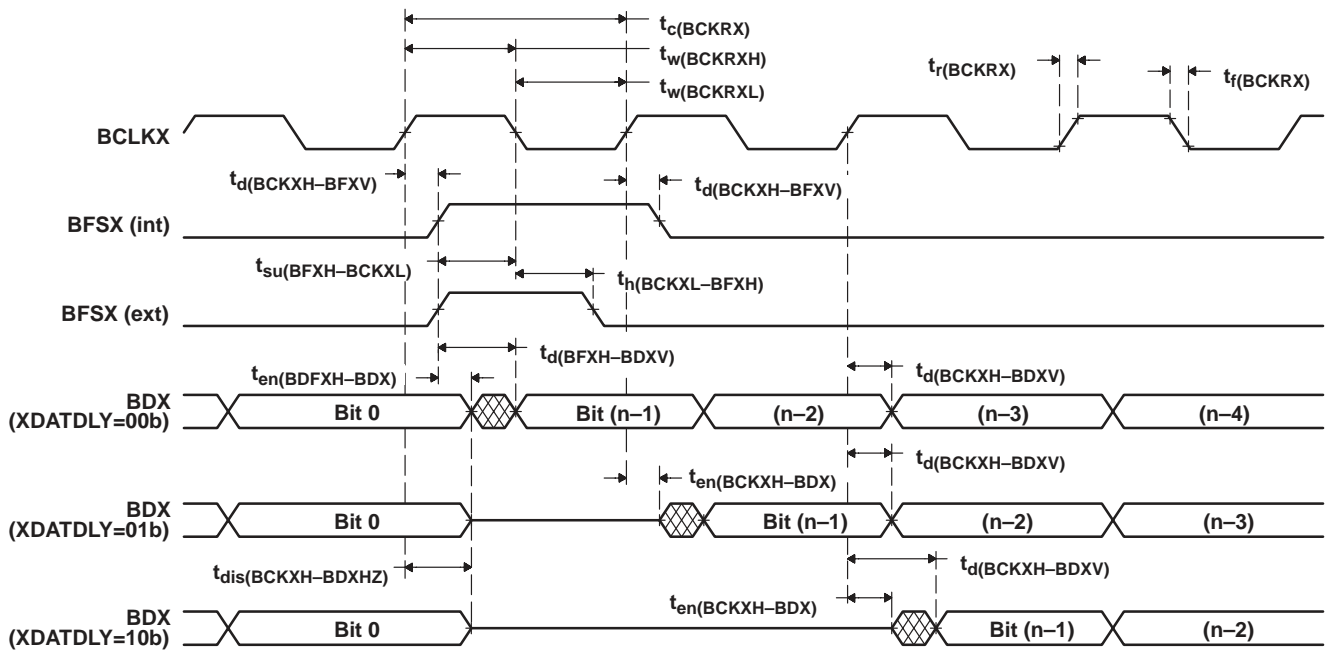 tc(BCKRX)
tw(BCKRXH)
tw(BCKRXL)
tr(BCKRX)
tf(BCKRX)
BCLKX
td(BCKXH–BFXV)
td(BCKXH–BFXV)
BFSX (int)
tsu(BFXH–BCKXL)
th(BCKXL–BFXH)
BFSX (ext)
td(BFXH–BDXV)
ten(BDFXH–BDX)
td(BCKXH–BDXV)
BDX
(XDATDLY=00b)
Bit 0
Bit (n–1)
(n–2)
(n–3)
(n–4)
td(BCKXH–BDXV)
ten(BCKXH–BDX)
BDX
(XDATDLY=01b)
Bit 0
Bit (n–1)
(n–2)
(n–3)
tdis(BCKXH–BDXHZ)
td(BCKXH–BDXV)
ten(BCKXH–BDX)
BDX
(XDATDLY=10b)
Bit 0
Bit (n–1)
(n–2)